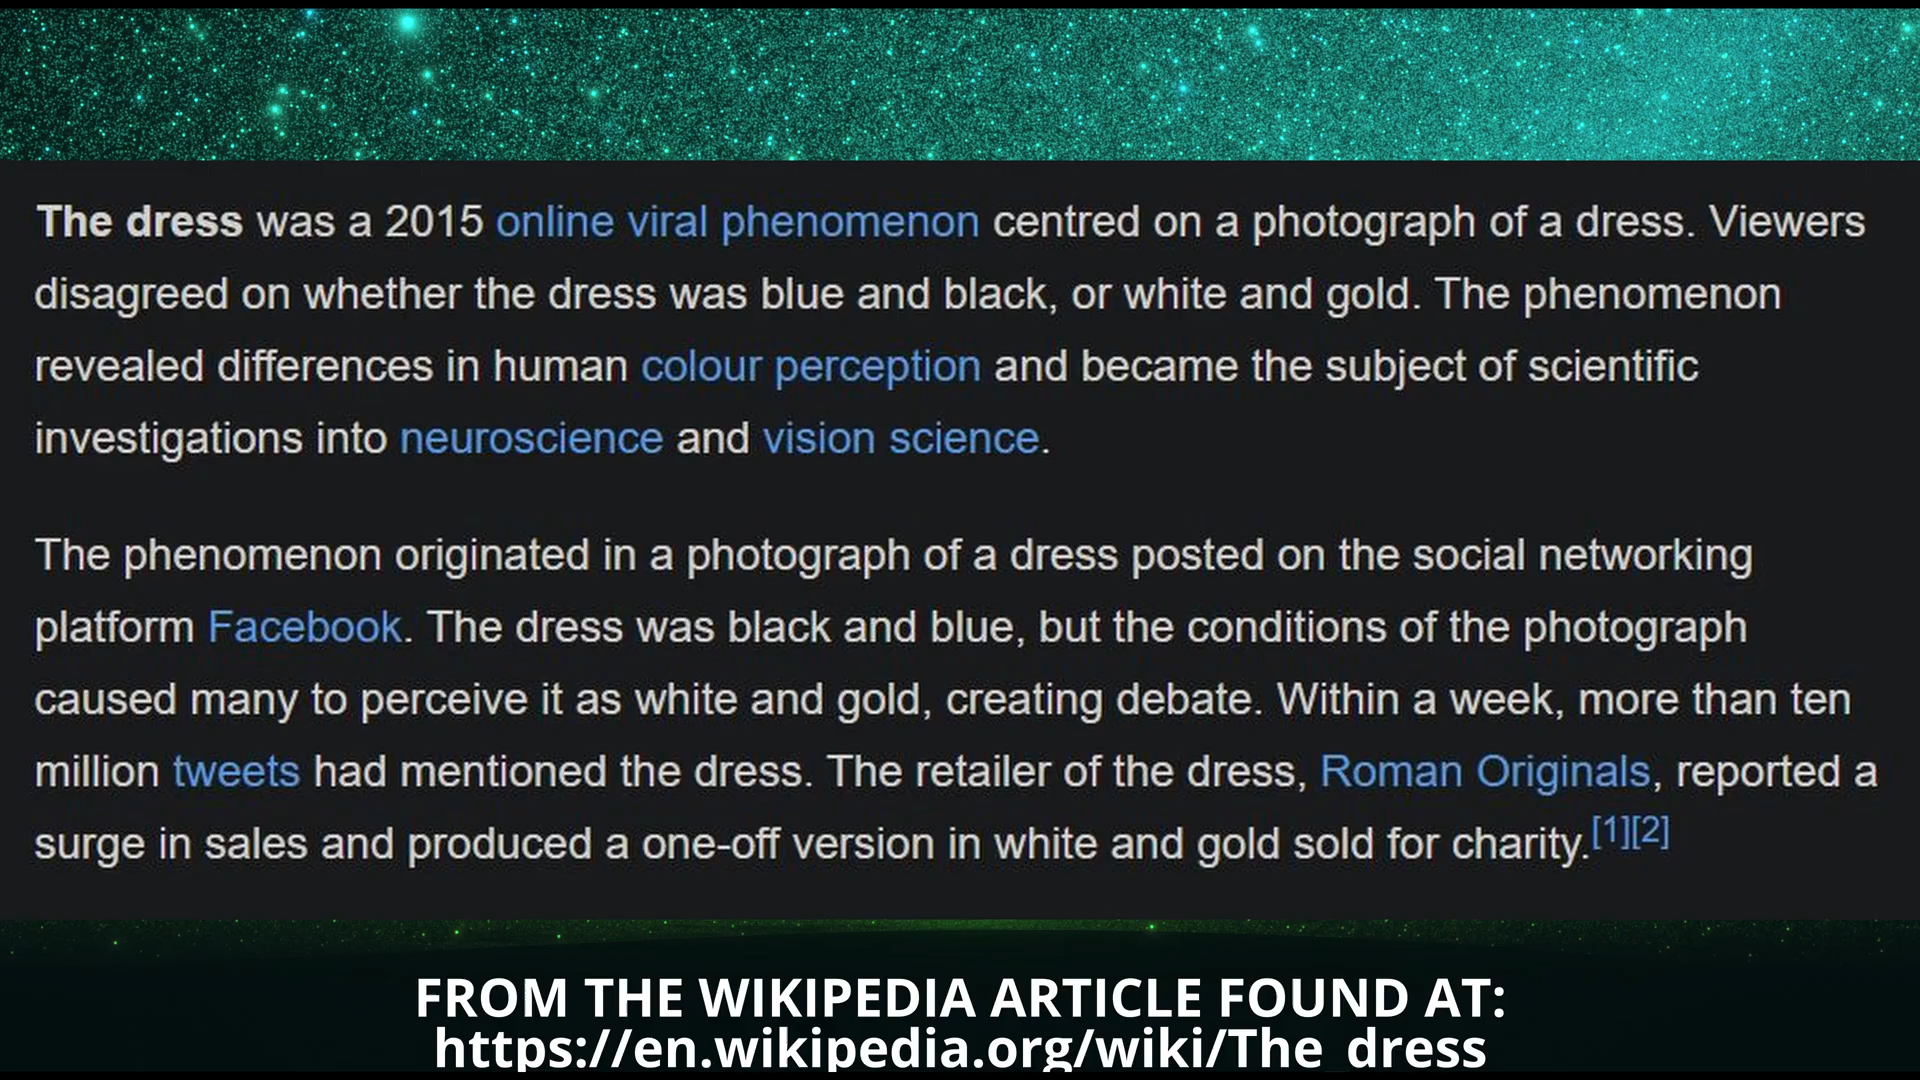 The dress was a 2015 online viral phenomenon centred on a photograph of a dress. Viewers
disagreed on whether the dress was blue and black, or white and gold. The phenomenon
revealed differences in human colour perception and became the subject of scientific
investigations into neuroscience and vision science.
The phenomenon originated in a photograph of a dress posted on the social networking
platform Facebook. The dress was black and blue, but the conditions of the photograph
caused many to perceive it as white and gold, creating debate. Within a week, more than ten
million tweets had mentioned the dress. The retailer of the dress, Roman Originals, reported a
surge in sales and produced a one-off version in white and gold sold for charity.[1][2]
FROM THE WIKIPEDIA ARTICLE FOUND AT:
https://en.wikipedia.org/wiki/The_dress